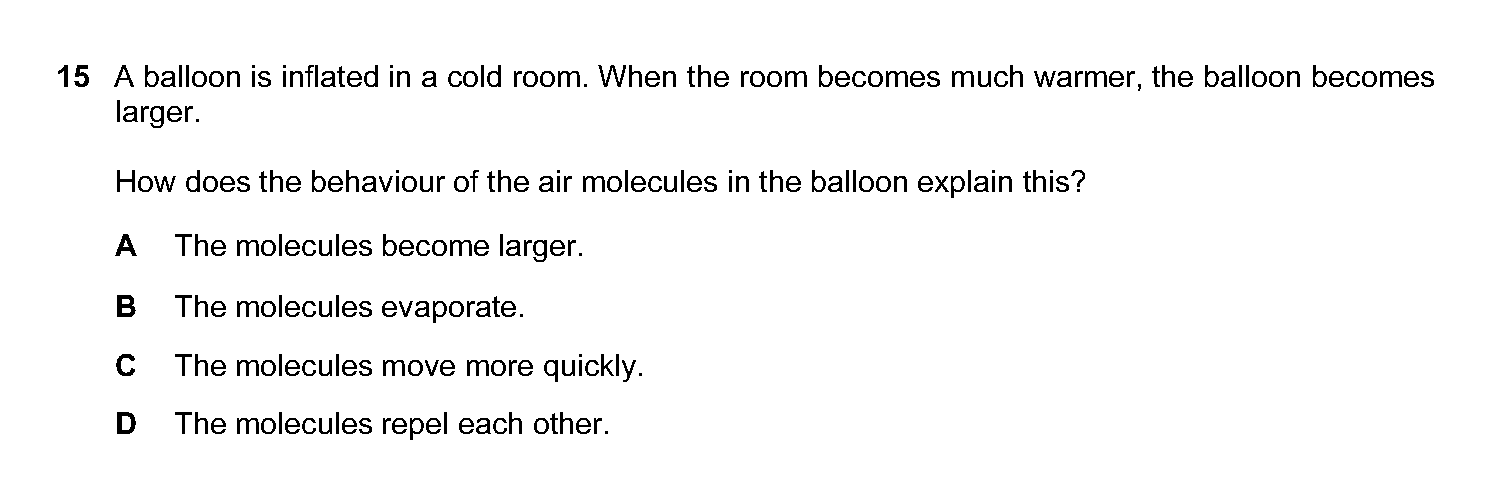 15 A balloon is inflated in a cold room. When the room becomes much warmer, the balloon becomes
larger.
How does the behaviour of the air molecules in the balloon explain this?
A The molecules become larger.
B The molecules evaporate.
C The molecules move more quickly.
D The molecules repel each other.